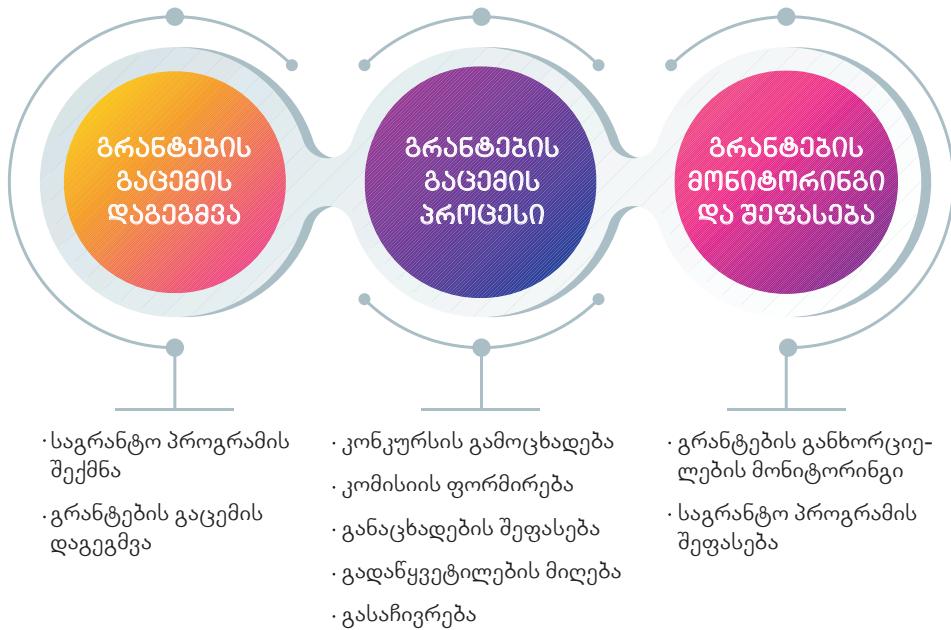 გრანტების
გაცემის
დაგეგმვა
გრანტების
გაცემის
პროცესი
გრანტების
მონიტორინგი
და შეფასება
· საგრანტო პროგრამის
შექმნა
· გრანტების გაცემის
დაგეგმვა
· კონკურსის გამოცხადება
· კომისიის ფორმირება
· განაცხადების შეფასება
· გადაწყვეტილების მიღება
· გასაჩივრება
· გრანტების განხორციე-
ლების მონიტორინგი
· საგრანტო პროგრამის
შეფასება